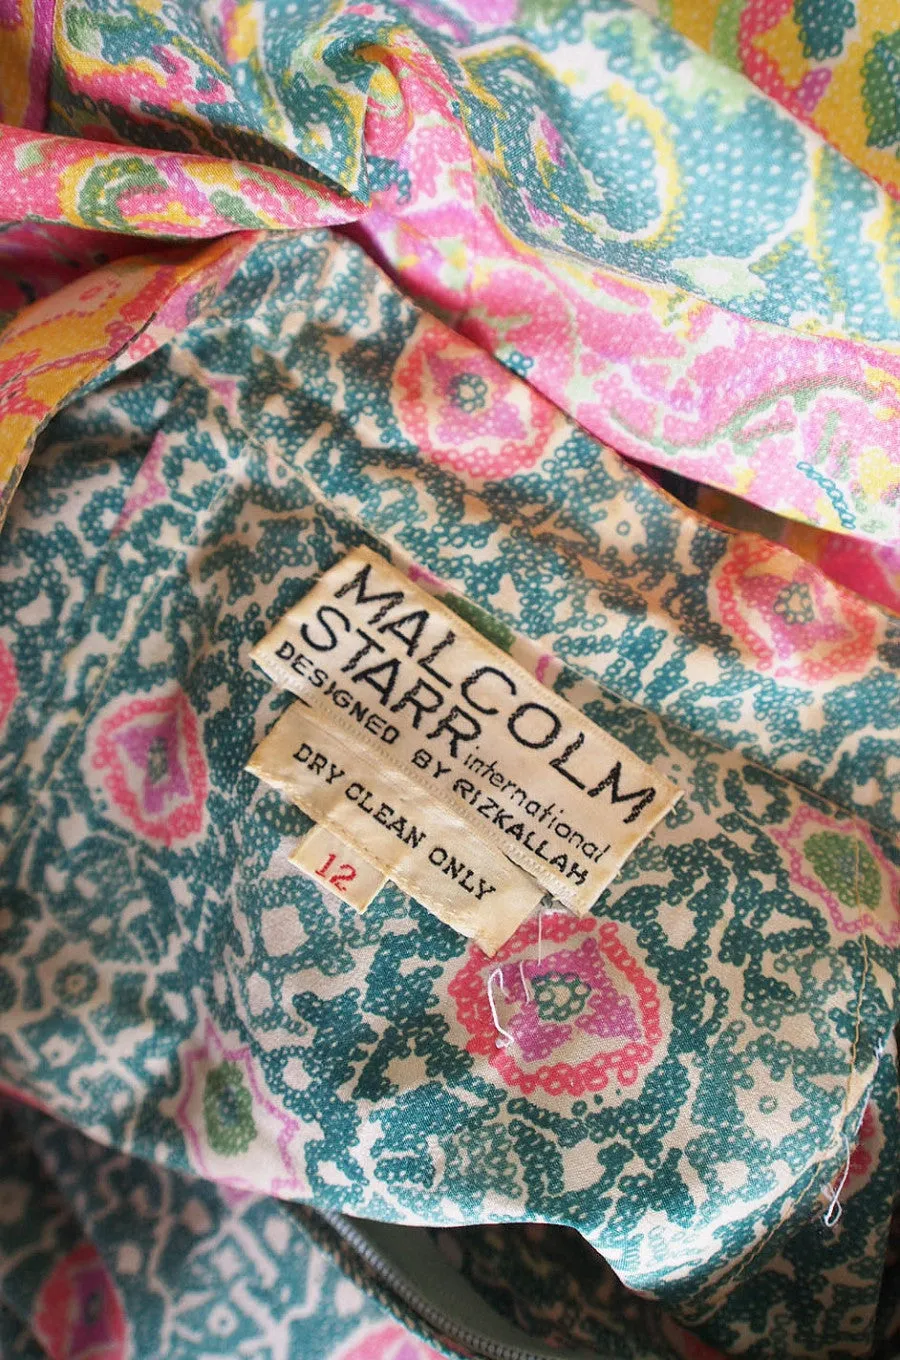 MALCOLM
STARR international
DESIGNED BY RIZKALLAH
DRY CLEAN ONLY
12